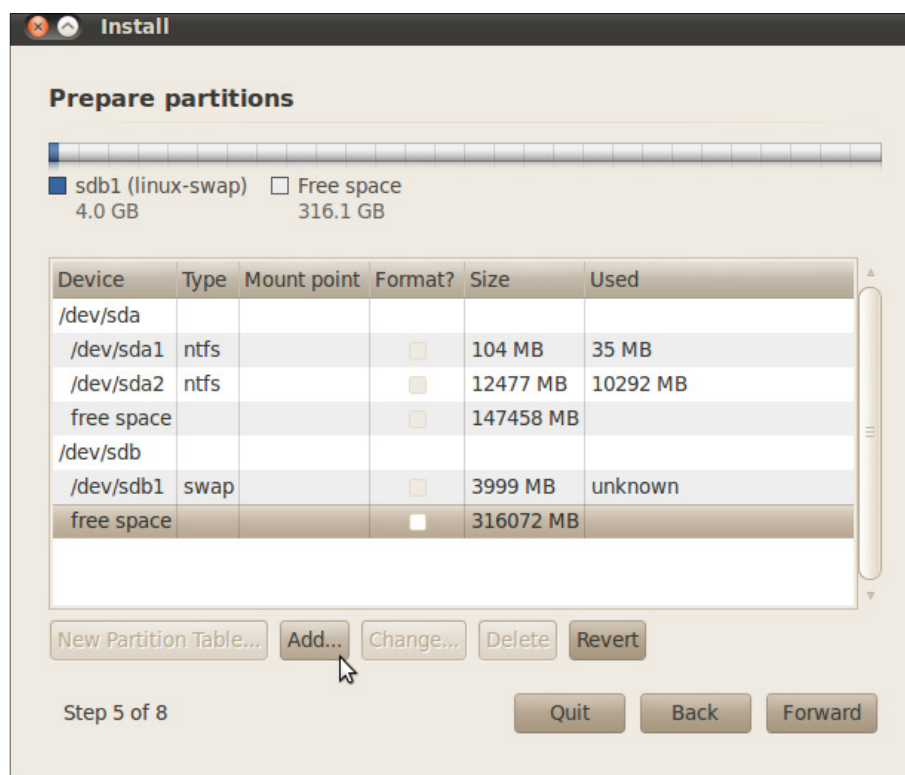 Install
Prepare partitions
sdb1 (linux-swap) Free space
4.0 GB 316.1 GB
Device Type Mount point Format? Size Used
/dev/sda
/dev/sda1 ntfs 104 MB 35 MB
/dev/sda2 ntfs 12477 MB 10292 MB
free space 147458 MB
/dev/sdb
/dev/sdb1 swap 3999 MB unknown
free space 316072 MB
New Partition Table... Add... Change... Delete Revert
Step 5 of 8 Quit Back Forward